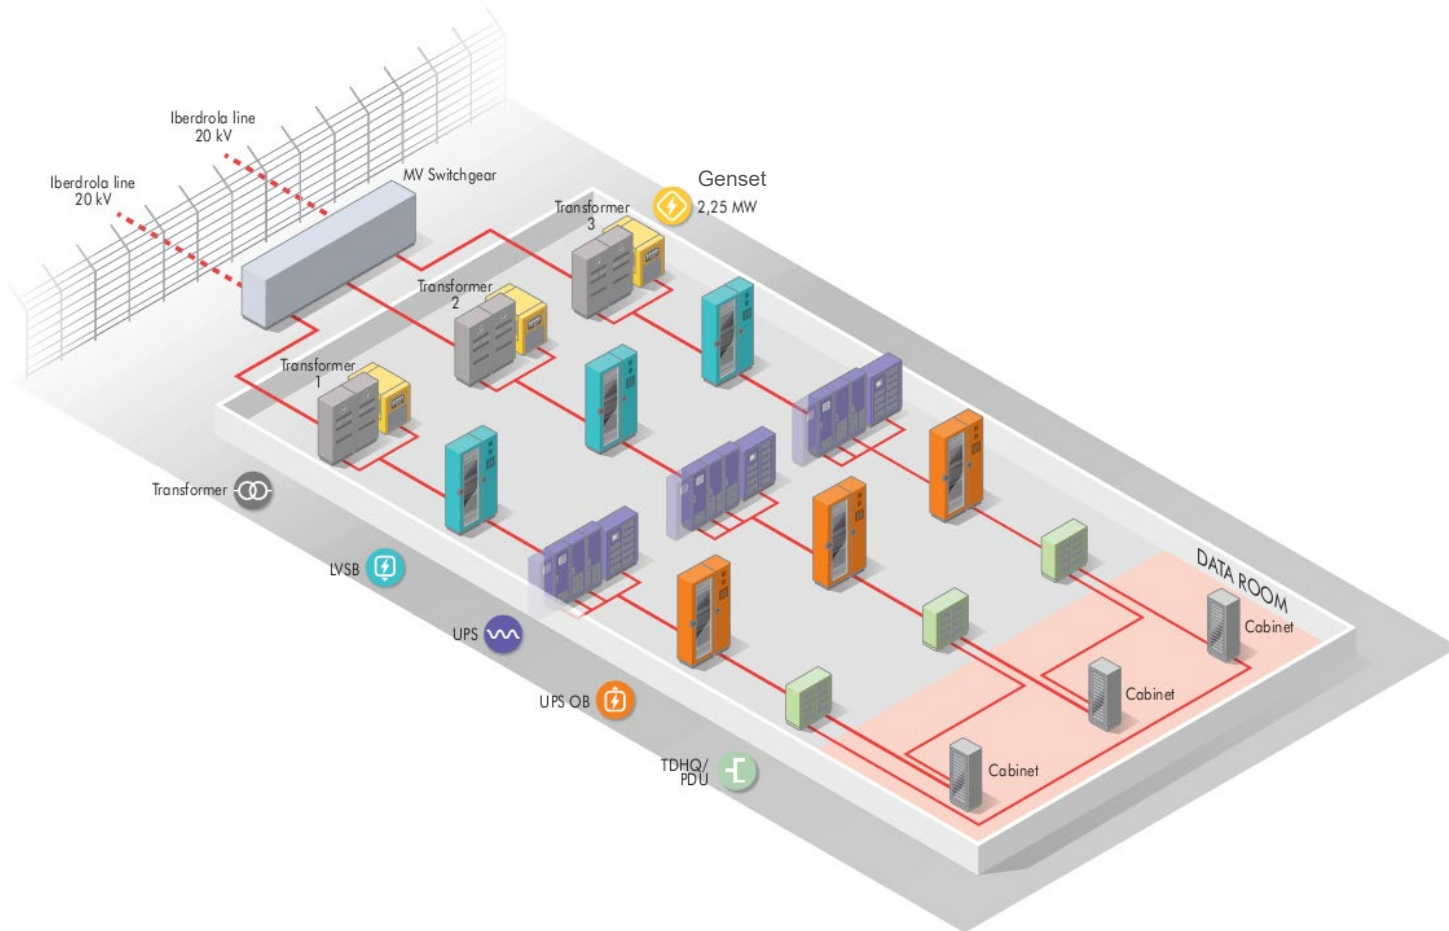 Iberdrola line
20 kV
Iberdrola line
20 kV
MV Switchgear
Genset
2,25 MW
Transformer
3
Transformer
2
Transformer
1
Transformer
LVSB
UPS
UPS OB
TDHQ/
PDU
DATA ROOM
Cabinet
Cabinet
Cabinet